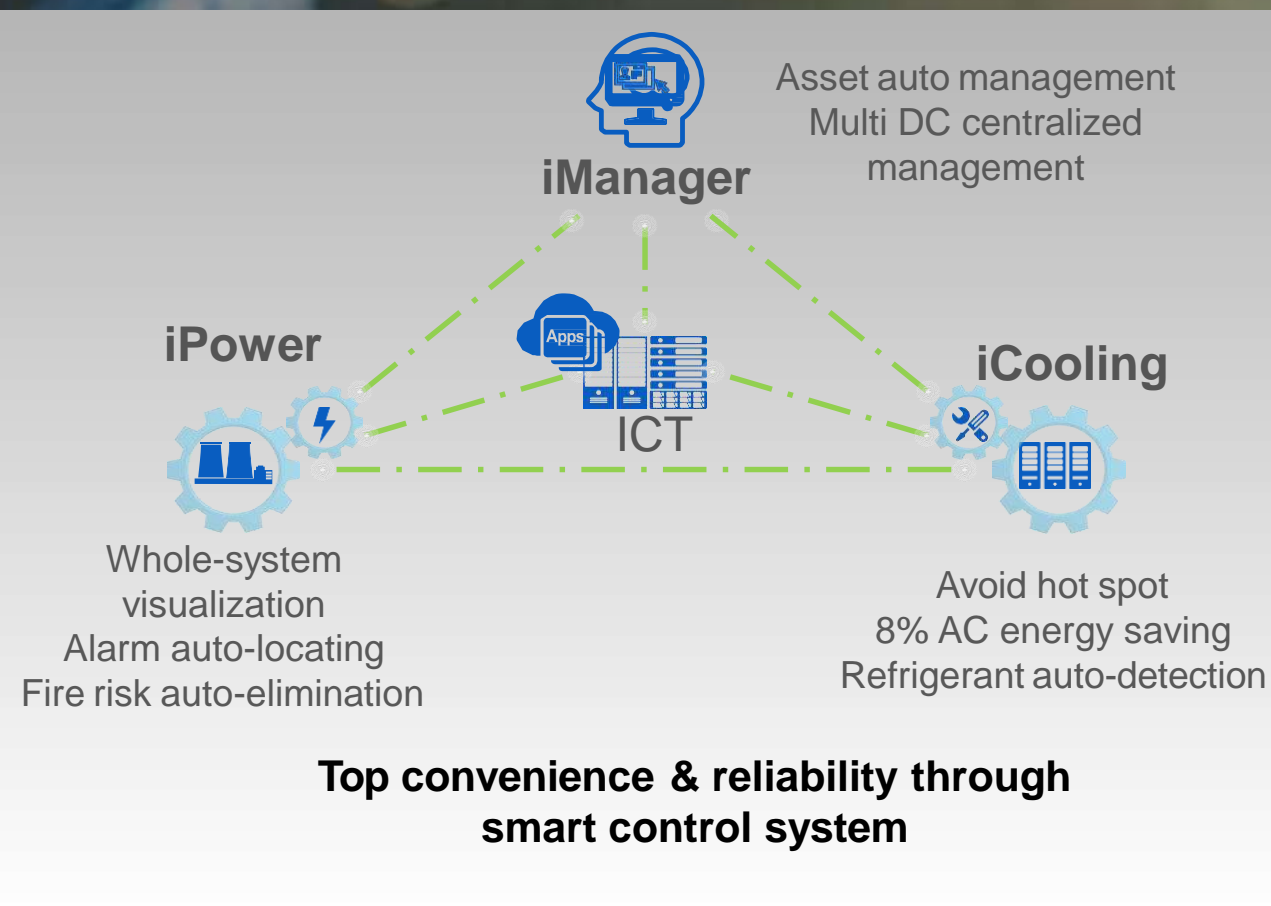 Asset auto management
Multi DC centralized
management
iManager
iPower
Apps
iCooling
ICT
Whole-system
visualization
Alarm auto-locating
Fire risk auto-elimination
Avoid hot spot
8% AC energy saving
Refrigerant auto-detection
Top convenience & reliability through
smart control system